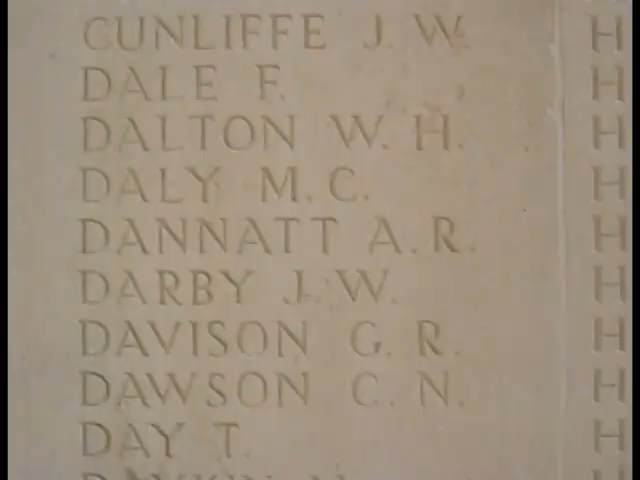 CUNLIFFE J. W. H
DALE F. H
DALTON W. H. H
DALY M. C. H
DANNATT A. R. H
DARBY J. W. H
DAVISON G. R. H
DAWSON C. N. H
DAY T. H